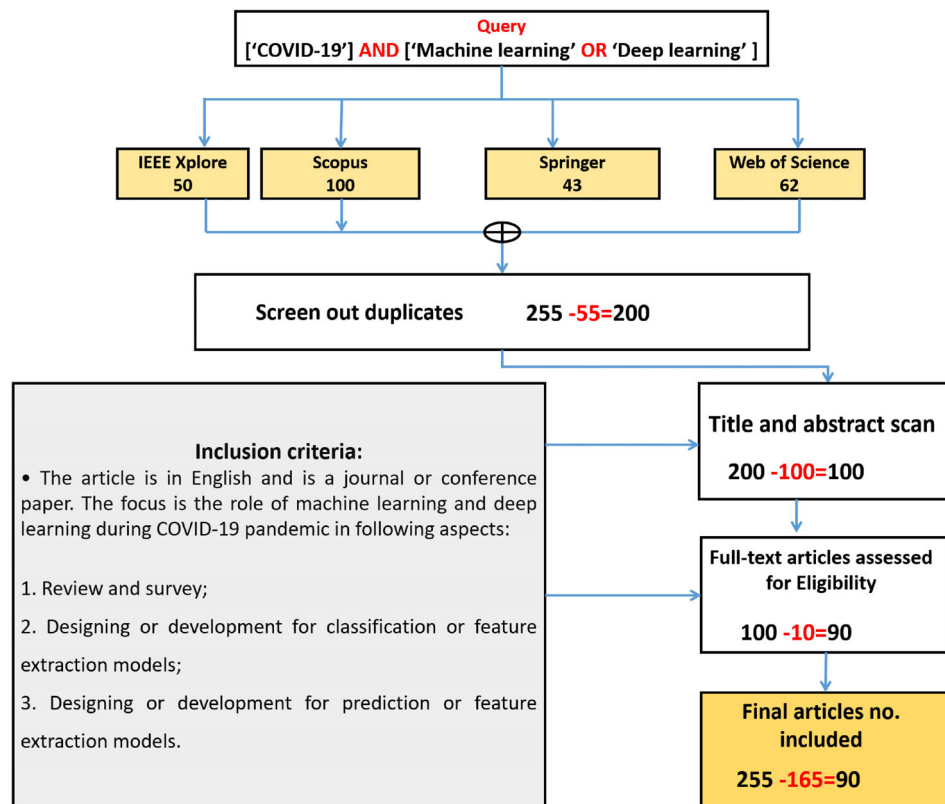 Query
['COVID-19'] AND ['Machine learning' OR 'Deep learning' ]
IEEE Xplore
50
Scopus
100
Springer
43
Web of Science
62
Screen out duplicates 255 -55=200
Inclusion criteria:
• The article is in English and is a journal or conference
paper. The focus is the role of machine learning and deep
learning during COVID-19 pandemic in following aspects:
1. Review and survey;
2. Designing or development for classification or feature
extraction models;
3. Designing or development for prediction or feature
extraction models.
Title and abstract scan
200 -100=100
Full-text articles assessed
for Eligibility
100 -10=90
Final articles no.
included
255 -165=90